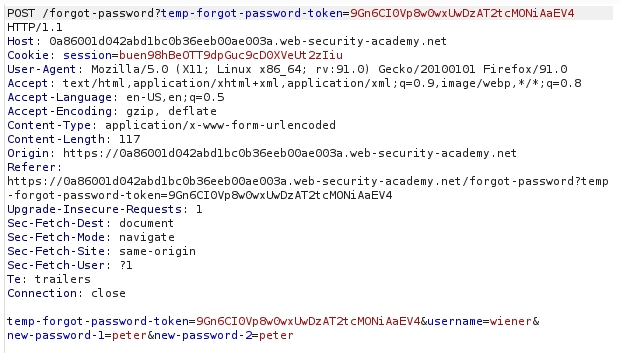 POST /forgot-password?temp-forgot-password-token=9Gn6CI0Vp8w0wxUwDzAT2tcMONiAaEV4
HTTP/1.1
Host: 0a86001d042abd1bc0b36eeb00ae003a.web-security-academy.net
Cookie: session=buen98hBeOTT9dpGuc9cD0XVeUt2zIiu
User-Agent: Mozilla/5.0 (X11; Linux x86_64; rv:91.0) Gecko/20100101 Firefox/91.0
Accept: text/html,application/xhtml+xml,application/xml;q=0.9,image/webp,*/*;q=0.8
Accept-Language: en-US,en;q=0.5
Accept-Encoding: gzip, deflate
Content-Type: application/x-www-form-urlencoded
Content-Length: 117
Origin: https://0a86001d042abd1bc0b36eeb00ae003a.web-security-academy.net
Referer:
https://0a86001d042abd1bc0b36eeb00ae003a.web-security-academy.net/forgot-password?temp
-forgot-password-token=9Gn6CI0Vp8w0wxUwDzAT2tcMONiAaEV4
Upgrade-Insecure-Requests: 1
Sec-Fetch-Dest: document
Sec-Fetch-Mode: navigate
Sec-Fetch-Site: same-origin
Sec-Fetch-User: ?1
Te: trailers
Connection: close
temp-forgot-password-token=9Gn6CI0Vp8w0wxUwDzAT2tcMONiAaEV4&username=wiener&
new-password-1=peter&new-password-2=peter